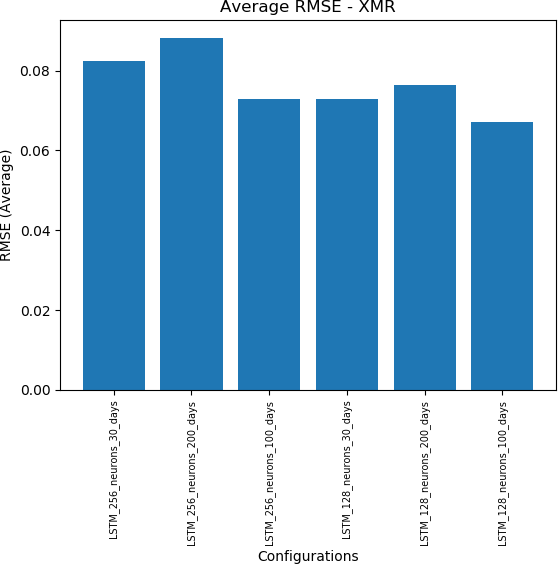 Average RMSE - XMR
RMSE (Average)
0.08
0.06
0.04
0.02
0.00
LSTM_256_neurons_30_days
LSTM_256_neurons_200_days
LSTM_256_neurons_100_days
LSTM_128_neurons_30_days
LSTM_128_neurons_200_days
LSTM_128_neurons_100_days
Configurations